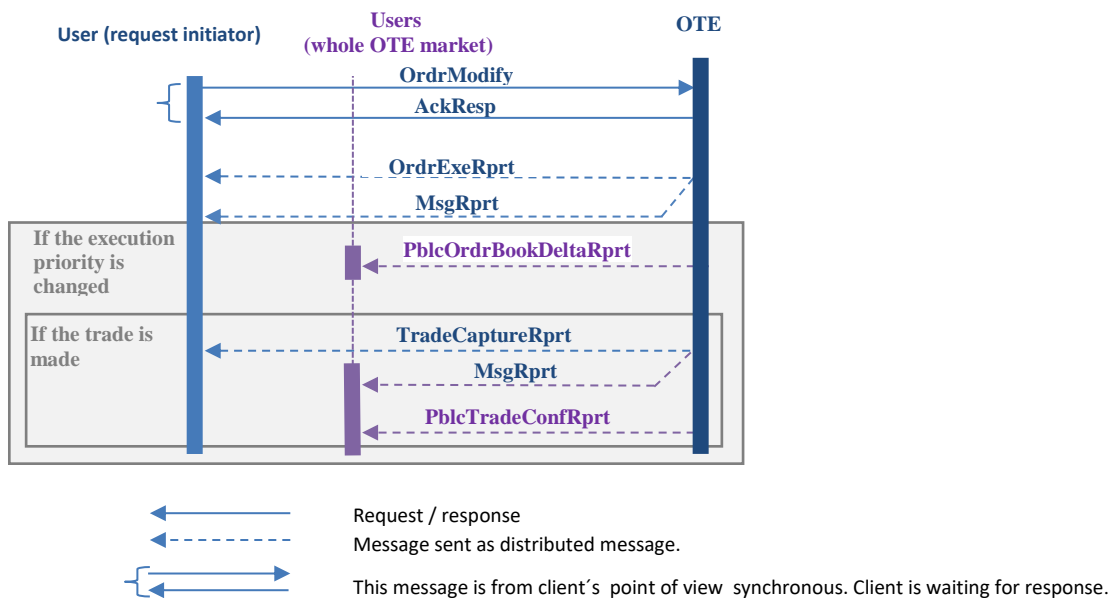 User (request initiator)
Users
(whole OTE market)
OTE
OrdrModify
AckResp
OrdrExeRprt
MsgRprt
If the execution
priority is
changed
PblcOrdrBookDeltaRprt
If the trade is
made
TradeCaptureRprt
MsgRprt
PblcTradeConfRprt
Request / response
Message sent as distributed message.
This message is from client´s point of view synchronous. Client is waiting for response.